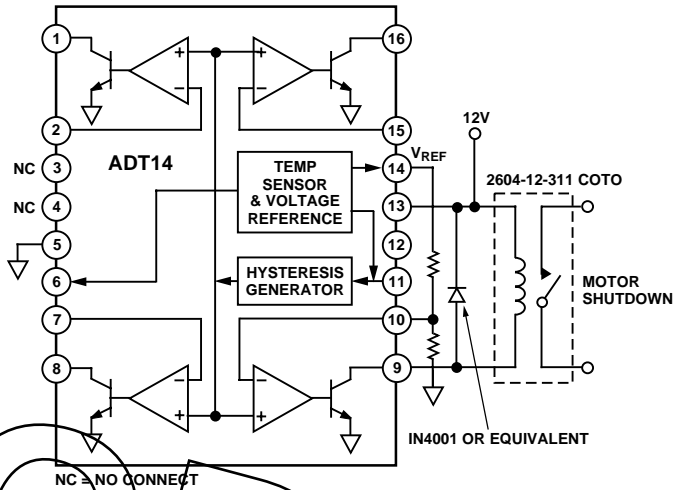 1
16
+
+
−
−
12V
2
15
NC
3
ADT14
TEMP
SENSOR
& VOLTAGE
REFERENCE
14
VREF
2604-12-311 COTO
NC
4
13
5
12
6
HYSTERESIS
GENERATOR
11
MOTOR
SHUTDOWN
7
10
−
−
8
9
+
+
IN4001 OR EQUIVALENT
NC = NO CONNECT